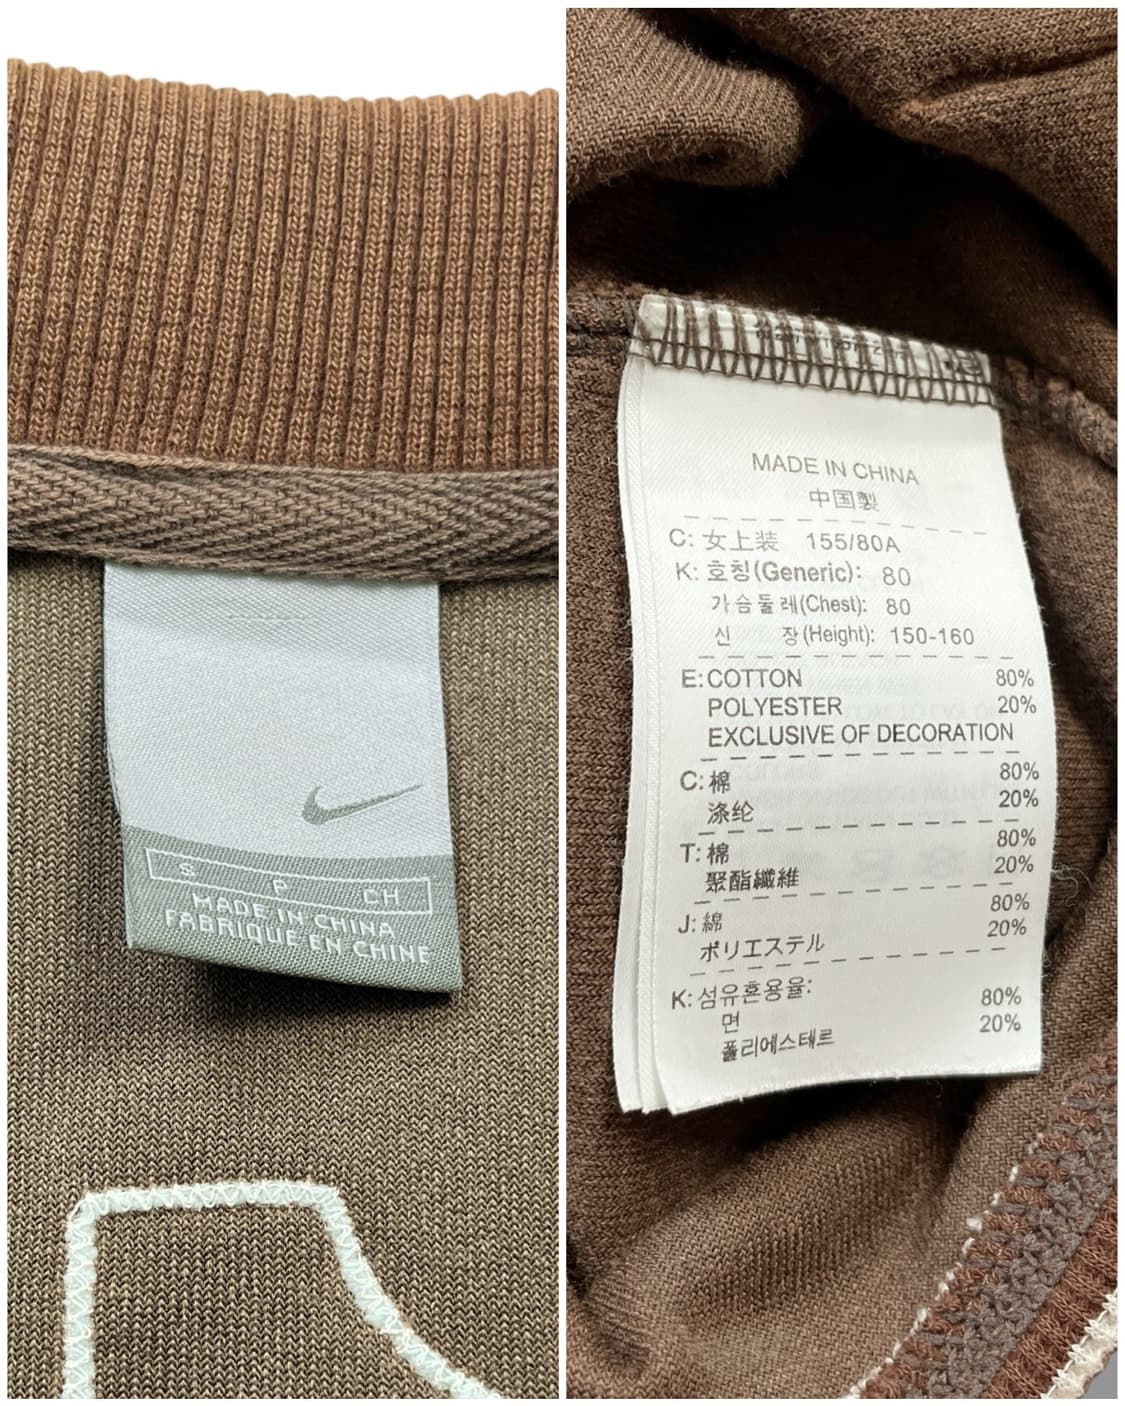 S P CH
MADE IN CHINA
FABRIQUE EN CHINE
MADE IN CHINA
中国製
C: 女上装 155/80A
K: 호칭(Generic): 80
가슴둘레(Chest): 80
신 장(Height): 150-160
E: COTTON 80%
POLYESTER 20%
EXCLUSIVE OF DECORATION
C: 棉 80%
涤纶 20%
T: 棉 80%
聚酯纖維 20%
J: 綿 80%
ポリエステル 20%
K: 섬유혼용율:
면 80%
폴리에스테르 20%